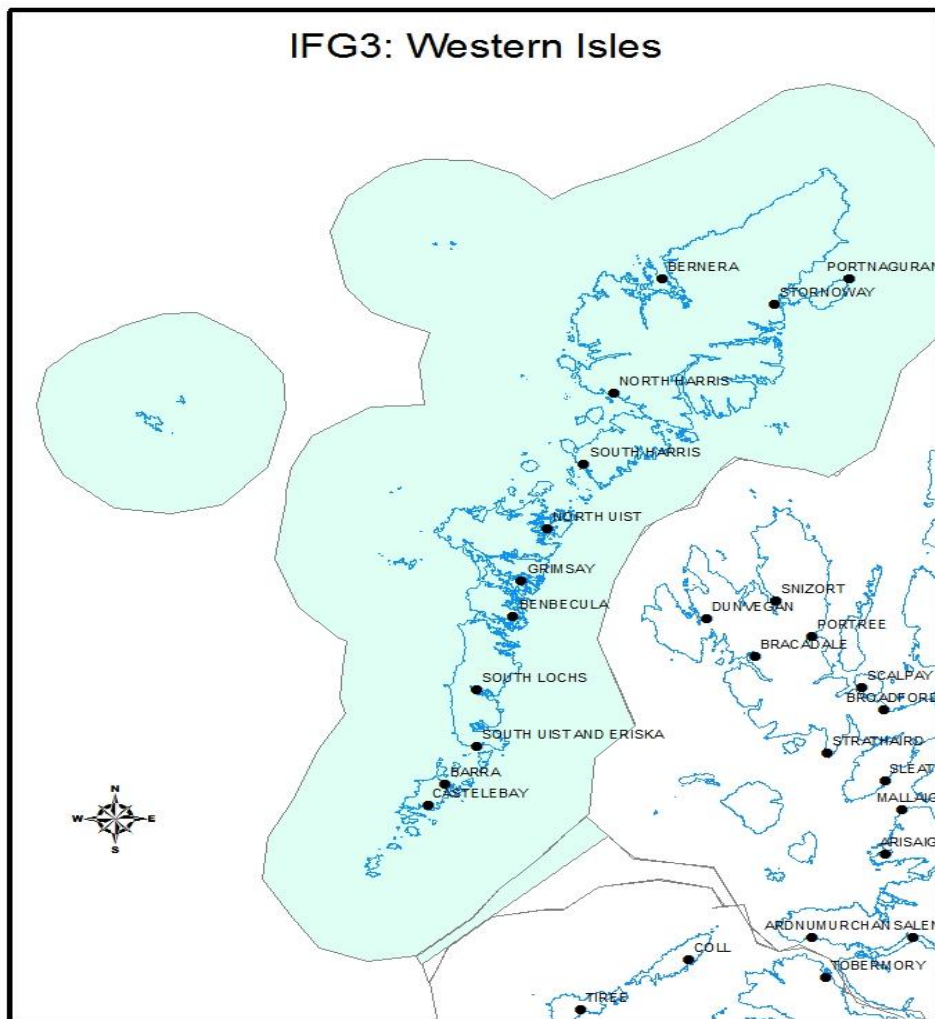 IFG3: Western Isles
BERNERA
PORTNAGURAN
STORNOWAY
NORTH HARRIS
SOUTH HARRIS
NORTH UIST
GRIMSAY
BENBECULA
SNIZORT
DUNVEGAN
PORTREE
BRACADALE
SCALPAY
SOUTH LOCHS
BROADFORD
SOUTH UIST AND ERISKA
STRATHAIRD
BARRA
SLEAT
CASTELEBAY
MALLAIG
N
W E
S
ARISAIG
ARDNUMURCHAN SALEN
COLL
TOBERMORY
TIREE